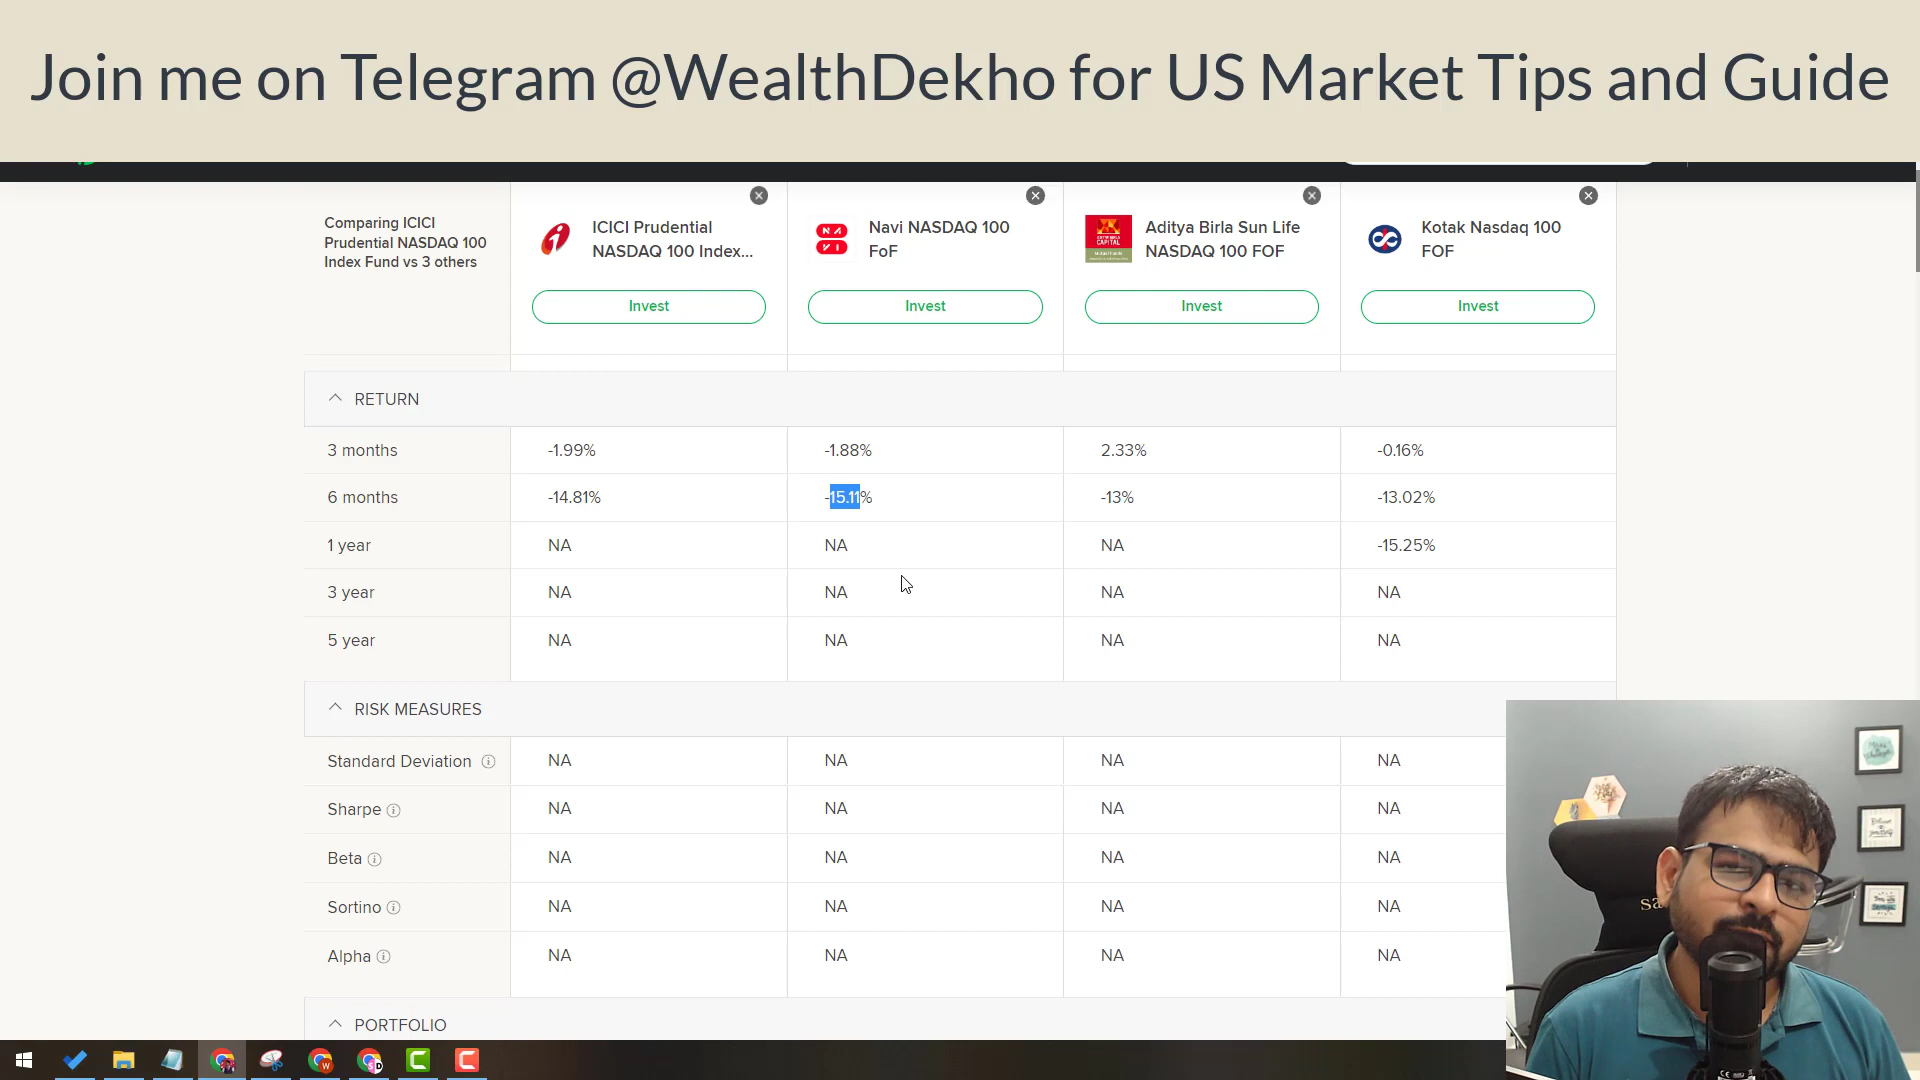 Join me on Telegram @WealthDekho for US Market Tips and Guide
Comparing ICICI
Prudential NASDAQ 100
Index Fund vs 3 others
ICICI Prudential
NASDAQ 100 Index...
Invest
NAVI
Navi NASDAQ 100
FoF
Invest
Aditya Birla Sun Life
NASDAQ 100 FOF
CAPITAL
Invest
Kotak Nasdaq 100
FOF
Invest
RETURN
3 months -1.99% -1.88% 2.33% -0.16%
6 months -14.81% -15.11% -13% -13.02%
1 year NA NA NA -15.25%
3 year NA NA NA NA
5 year NA NA NA NA
RISK MEASURES
Standard Deviation NA NA NA NA
Sharpe NA NA NA NA
Beta NA NA NA NA
Sortino NA NA NA NA
Alpha NA NA NA NA
PORTFOLIO